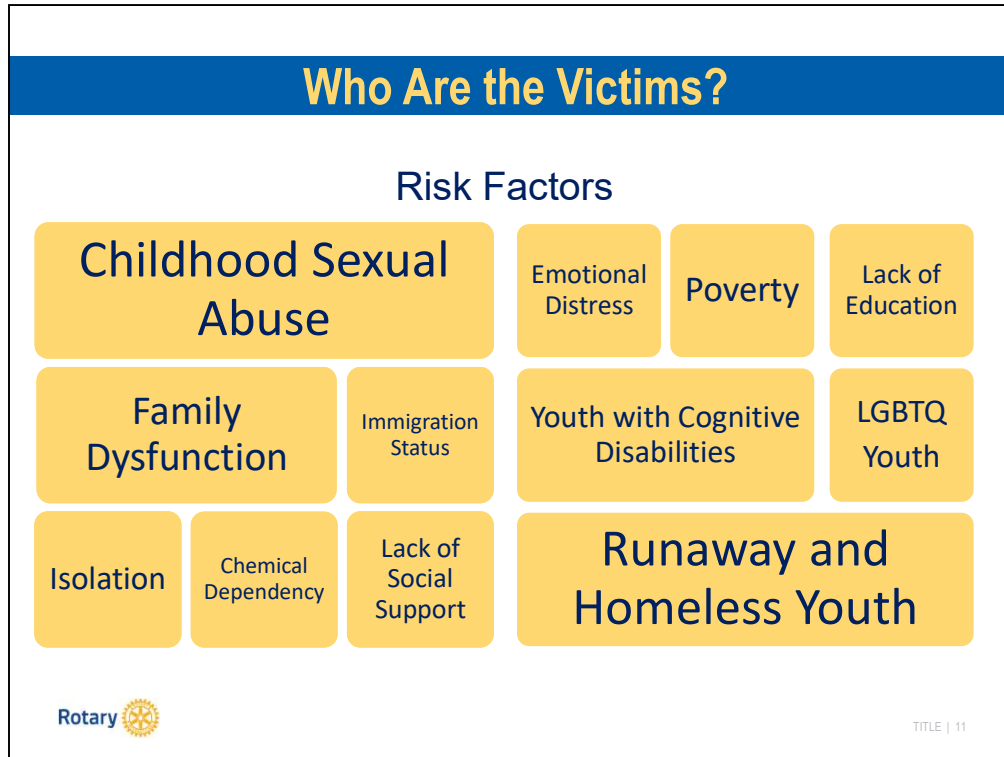 Who Are the Victims?
Risk Factors
Childhood Sexual
Abuse
Emotional
Distress
Poverty
Lack of
Education
Family
Dysfunction
Immigration
Status
Youth with Cognitive
Disabilities
LGBTQ
Youth
Isolation
Chemical
Dependency
Lack of
Social
Support
Runaway and
Homeless Youth
Rotary
TITLE | 11